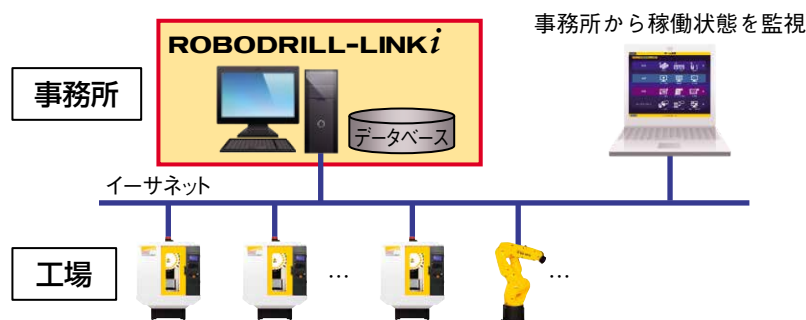 事務所から稼働状態を監視
ROBODRILL-LINKi
事務所
データベース
イーサネット
工場
…
…